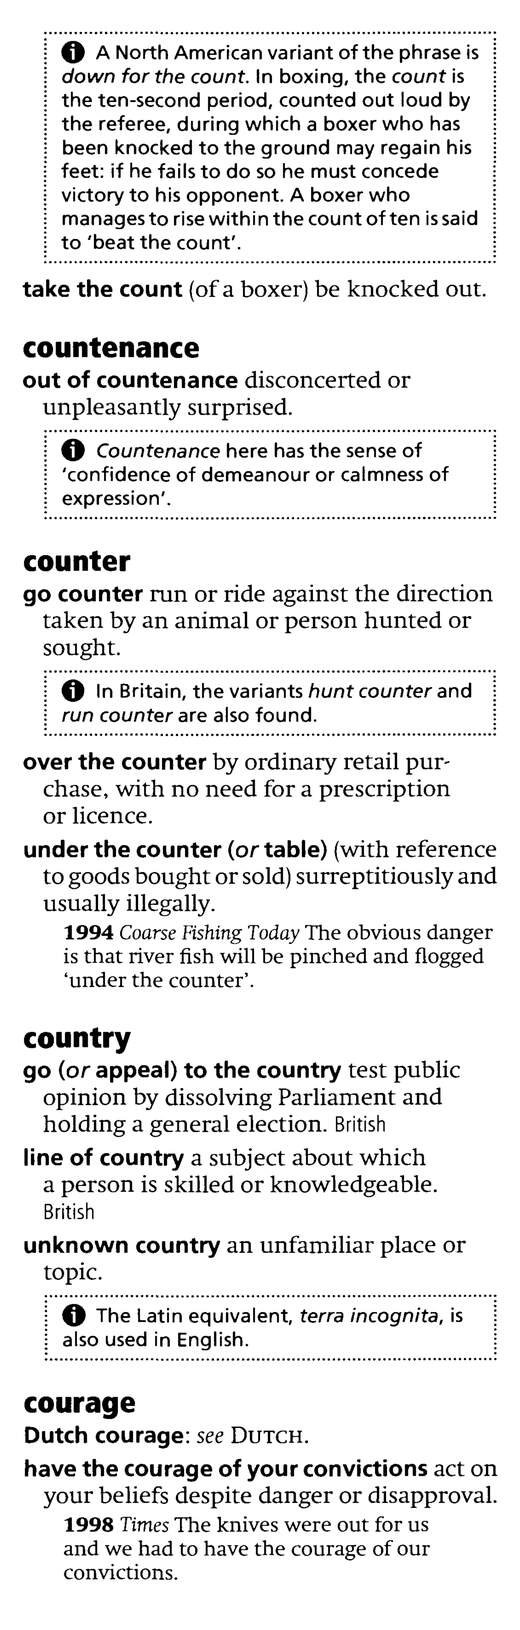 A North American variant of the phrase is
down for the count. In boxing, the count is
the ten-second period, counted out loud by
the referee, during which a boxer who has
been knocked to the ground may regain his
feet: if he fails to do so he must concede
victory to his opponent. A boxer who
manages to rise within the count of ten is said
to ‘beat the count’.
take the count (of a boxer) be knocked out.
countenance
out of countenance disconcerted or
unpleasantly surprised.
Countenance here has the sense of
‘confidence of demeanour or calmness of
expression’.
counter
go counter run or ride against the direction
taken by an animal or person hunted or
sought.
In Britain, the variants hunt counter and
run counter are also found.
over the counter by ordinary retail pur-
chase, with no need for a prescription
or licence.
under the counter (or table) (with reference
to goods bought or sold) surreptitiously and
usually illegally.
1994 Coarse Fishing Today The obvious danger
is that river fish will be pinched and flogged
‘under the counter’.
country
go (or appeal) to the country test public
opinion by dissolving Parliament and
holding a general election. British
line of country a subject about which
a person is skilled or knowledgeable.
British
unknown country an unfamiliar place or
topic.
The Latin equivalent, terra incognita, is
also used in English.
courage
Dutch courage: see DUTCH.
have the courage of your convictions act on
your beliefs despite danger or disapproval.
1998 Times The knives were out for us
and we had to have the courage of our
convictions.